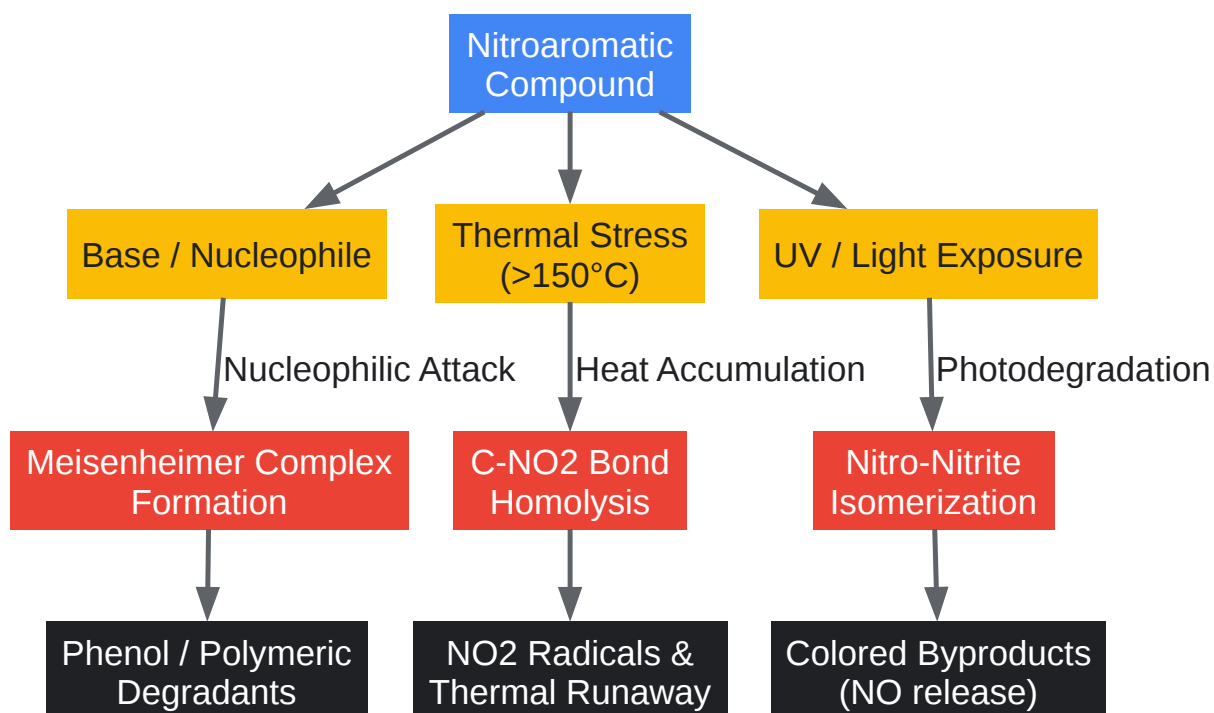 Nitroaromatic
Compound
Base / Nucleophile
Thermal Stress
(>150°C)
UV / Light Exposure
Nucleophilic Attack
Heat Accumulation
Photodegradation
Meisenheimer Complex
Formation
C-NO2 Bond
Homolysis
Nitro-Nitrite
Isomerization
Phenol / Polymeric
Degradants
NO2 Radicals &
Thermal Runaway
Colored Byproducts
(NO release)